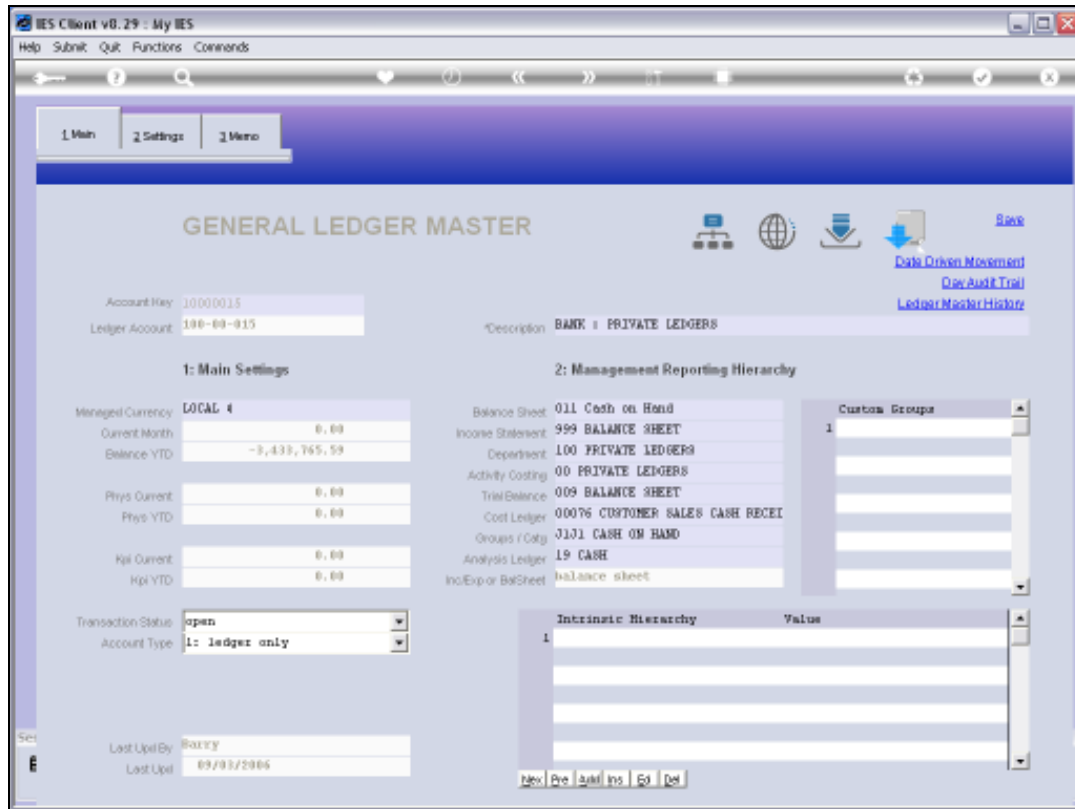 IES Client v8.29 : My IES
Help Submit Quit Functions Commands
1 Main 2 Settings 3 Memo
GENERAL LEDGER MASTER
Save
Date Driven Movement
Day Audit Trail
Ledger Master History
Account Key 10000015
Ledger Account 100-00-015
*Description BANK : PRIVATE LEDGERS
1: Main Settings
2: Management Reporting Hierarchy
Managed Currency LOCAL 4
Current Month 0.00
Balance YTD -3,433,765.59
Phys Current 0.00
Phys YTD 0.00
Kpi Current 0.00
Kpi YTD 0.00
Balance Sheet 011 Cash on Hand
Income Statement 999 BALANCE SHEET
Department 100 PRIVATE LEDGERS
Activity Costing 00 PRIVATE LEDGERS
Trial Balance 009 BALANCE SHEET
Cost Ledger 00076 CUSTOMER SALES CASH RECEI
Groups / Catg J1J1 CASH ON HAND
Analysis Ledger 19 CASH
Inc/Exp or BalSheet balance sheet
Custom Groups
1
Transaction Status open
Account Type 1: ledger only
Intrinsic Hierarchy Value
1
Last Upd By Barry
Last Upd 09/03/2006
Nex Pre Add Ins Ed Del